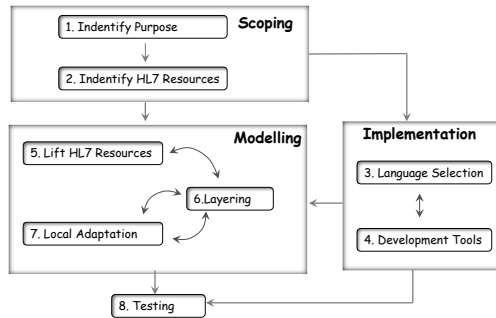 Scoping
1. Indentify Purpose
2. Indentify HL7 Resources
Modelling
5. Lift HL7 Resources
6.Layering
7. Local Adaptation
Implementation
3. Language Selection
4. Development Tools
8. Testing